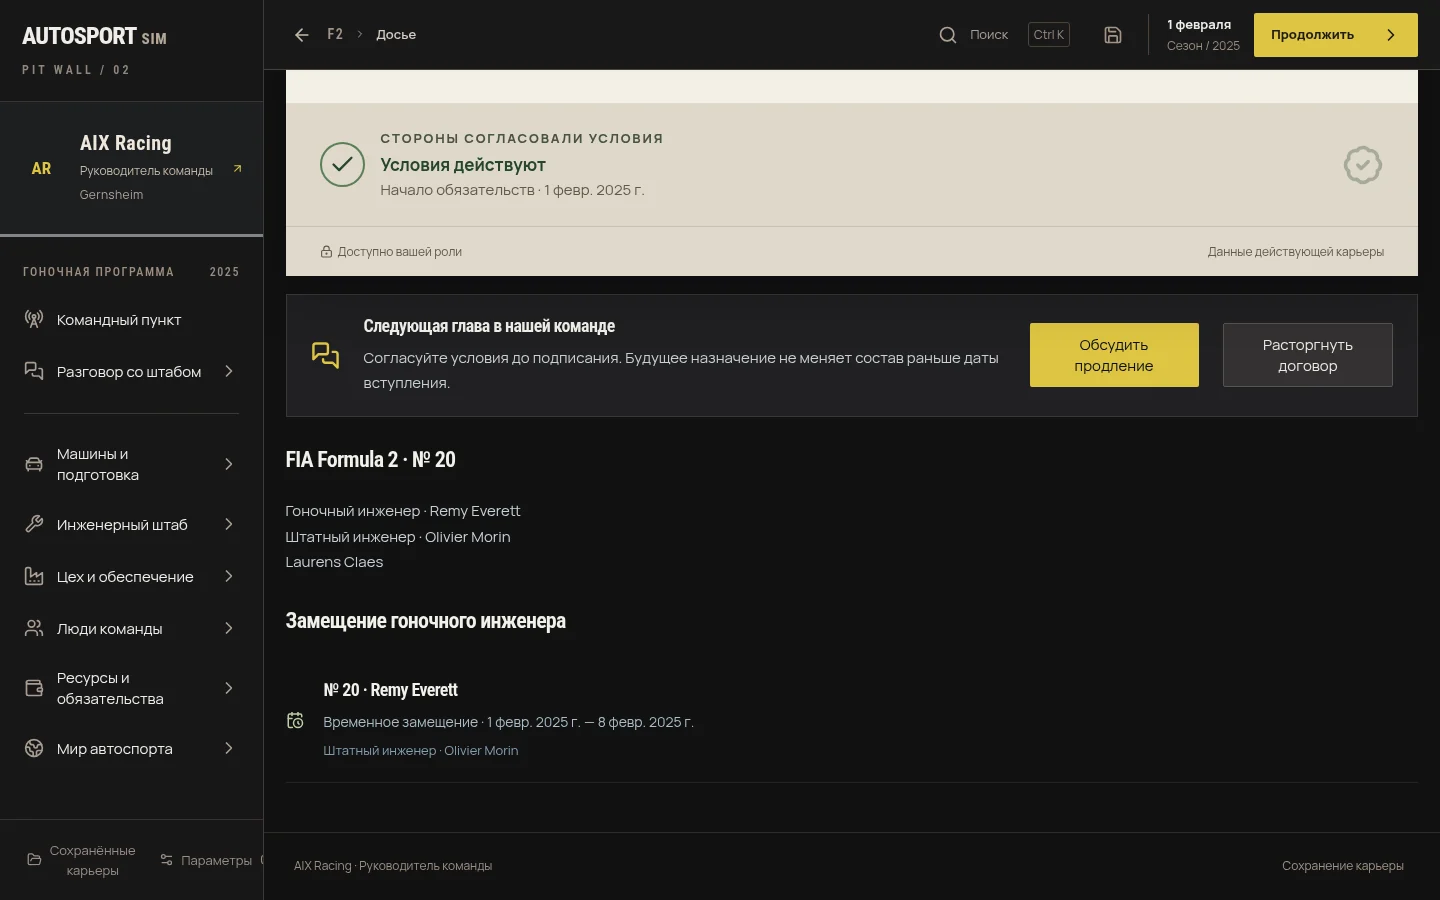 AUTOSPORT SIM
PIT WALL / 02
AR
AIX Racing
Руководитель команды
Gernsheim
ГОНОЧНАЯ ПРОГРАММА 2025
Командный пункт
Разговор со штабом
Машины и
подготовка
Инженерный штаб
Цех и обеспечение
Люди команды
Ресурсы и
обязательства
Мир автоспорта
Сохранённые
карьеры
Параметры
F2 Досье
Поиск Ctrl K
1 февраля
Сезон / 2025
Продолжить
СТОРОНЫ СОГЛАСОВАЛИ УСЛОВИЯ
Условия действуют
Начало обязательств · 1 февр. 2025 г.
Доступно вашей роли
Данные действующей карьеры
Следующая глава в нашей команде
Согласуйте условия до подписания. Будущее назначение не меняет состав раньше даты
вступления.
Обсудить
продление
Расторгнуть
договор
FIA Formula 2 · № 20
Гоночный инженер · Remy Everett
Штатный инженер · Olivier Morin
Laurens Claes
Замещение гоночного инженера
№ 20 · Remy Everett
Временное замещение · 1 февр. 2025 г. — 8 февр. 2025 г.
Штатный инженер · Olivier Morin
AIX Racing · Руководитель команды
Сохранение карьеры